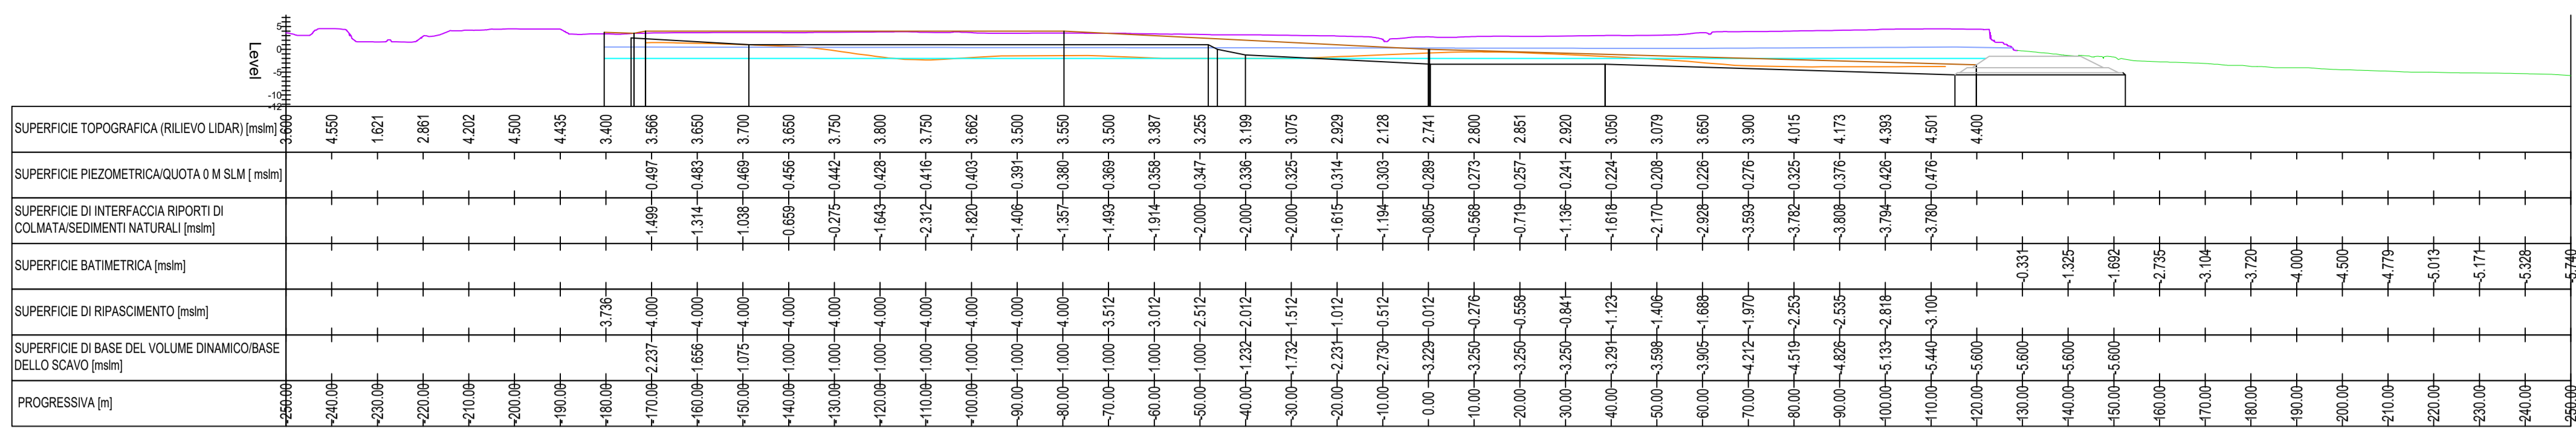 Level
5
0
-5
-10
-12
SUPERFICIE TOPOGRAFICA (RILIEVO LIDAR) [mslm] 3.600 4.550 1.621 2.861 4.202 4.500 4.435 3.400 3.566 3.650 3.700 3.650 3.750 3.800 3.750 3.662 3.500 3.550 3.500 3.387 3.255 3.199 3.075 2.929 2.128 2.741 2.800 2.851 2.920 3.050 3.079 3.650 3.900 4.015 4.173 4.393 4.501 4.400
SUPERFICIE PIEZOMETRICA/QUOTA 0 M SLM [ mslm] 0.497 0.483 0.469 0.456 0.442 0.428 0.416 0.403 0.391 0.380 0.369 0.358 0.347 0.336 0.325 0.314 0.303 0.289 0.273 0.257 0.241 0.224 0.208 0.226 0.276 0.325 0.376 0.426 0.476
SUPERFICIE DI INTERFACCIA RIPORTI DI
COLMATA/SEDIMENTI NATURALI [mslm] 1.499 1.314 1.038 0.659 -0.275 -1.643 -2.312 -1.820 -1.406 -1.357 -1.493 -1.914 -2.000 -2.000 -2.000 -1.615 -1.194 -0.805 -0.568 -0.719 -1.136 -1.618 -2.170 -2.928 -3.593 -3.782 -3.808 -3.794 -3.780
SUPERFICIE BATIMETRICA [mslm] -0.331 -1.325 -1.692 -2.735 -3.104 -3.720 -4.000 -4.500 -4.779 -5.013 -5.171 -5.328 -5.740
SUPERFICIE DI RIPASCIMENTO [mslm] 3.736 4.000 4.000 4.000 4.000 4.000 4.000 4.000 4.000 4.000 4.000 3.512 3.012 2.512 2.012 1.512 1.012 0.512 0.012 -0.276 -0.558 -0.841 -1.123 -1.406 -1.688 -1.970 -2.253 -2.535 -2.818 -3.100
SUPERFICIE DI BASE DEL VOLUME DINAMICO/BASE
DELLO SCAVO [mslm] 2.237 1.656 1.075 1.000 1.000 1.000 1.000 1.000 1.000 1.000 1.000 1.000 1.000 -1.232 -1.732 -2.231 -2.730 -3.229 -3.250 -3.250 -3.250 -3.291 -3.598 -3.905 -4.212 -4.519 -4.826 -5.133 -5.440 -5.600 -5.600 -5.600 -5.600
PROGRESSIVA [m] -250.00 -240.00 -230.00 -220.00 -210.00 -200.00 -190.00 -180.00 -170.00 -160.00 -150.00 -140.00 -130.00 -120.00 -110.00 -100.00 -90.00 -80.00 -70.00 -60.00 -50.00 -40.00 -30.00 -20.00 -10.00 0.00 10.00 20.00 30.00 40.00 50.00 60.00 70.00 80.00 90.00 100.00 110.00 120.00 130.00 140.00 150.00 160.00 170.00 180.00 190.00 200.00 210.00 220.00 230.00 240.00 250.00